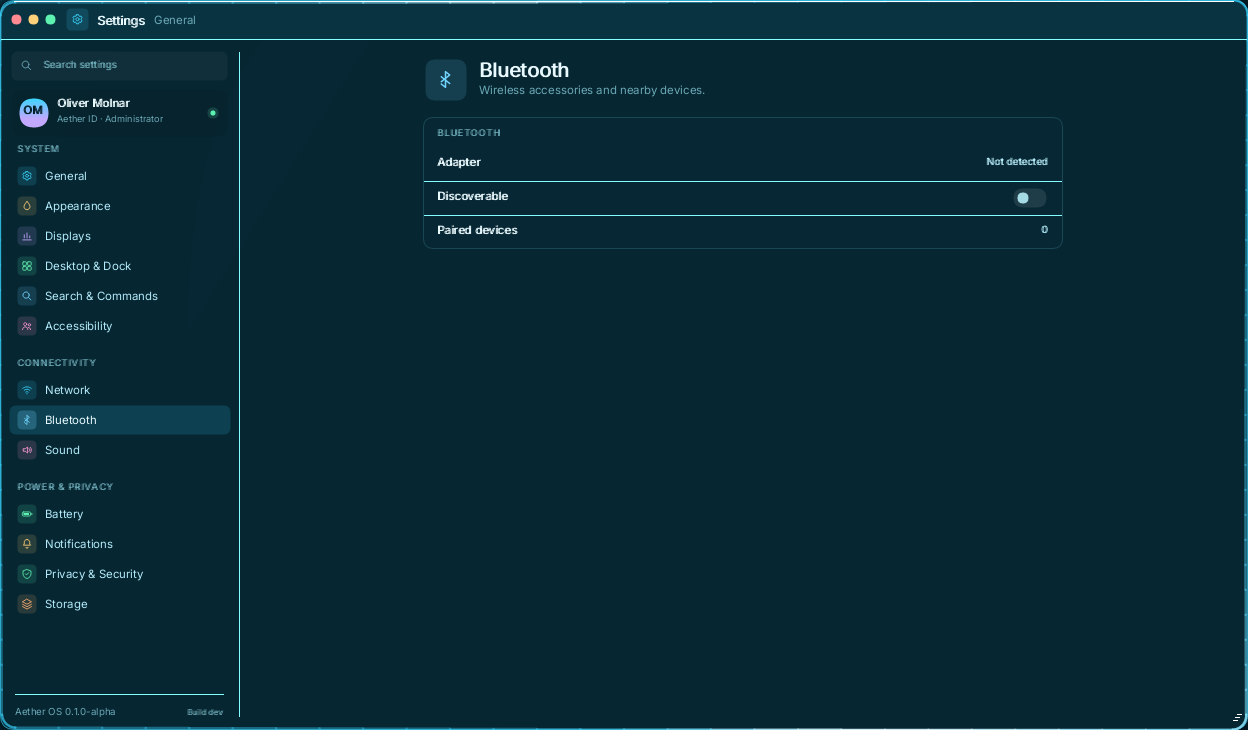 Settings General
Search settings
OM
Oliver Molnar
Aether ID · Administrator
SYSTEM
General
Appearance
Displays
Desktop & Dock
Search & Commands
Accessibility
CONNECTIVITY
Network
Bluetooth
Sound
POWER & PRIVACY
Battery
Notifications
Privacy & Security
Storage
Aether OS 0.1.0-alpha
Build dev
Bluetooth
Wireless accessories and nearby devices.
BLUETOOTH
Adapter Not detected
Discoverable
Paired devices 0